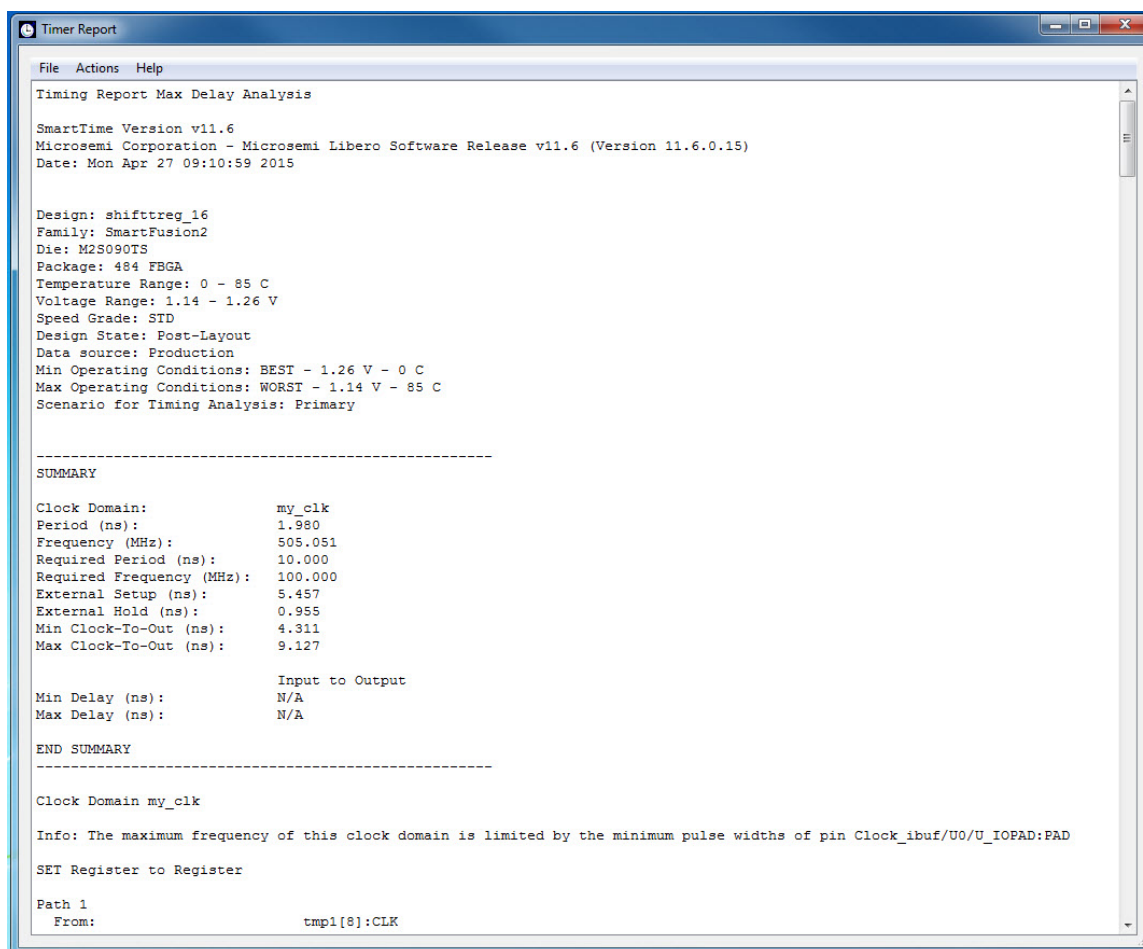 Timer Report
File Actions Help
Timing Report Max Delay Analysis
SmartTime Version v11.6
Microsemi Corporation - Microsemi Libero Software Release v11.6 (Version 11.6.0.15)
Date: Mon Apr 27 09:10:59 2015
Design: shifttreg_16
Family: SmartFusion2
Die: M2S090TS
Package: 484 FBGA
Temperature Range: 0 - 85 C
Voltage Range: 1.14 - 1.26 V
Speed Grade: STD
Design State: Post-Layout
Data source: Production
Min Operating Conditions: BEST - 1.26 V - 0 C
Max Operating Conditions: WORST - 1.14 V - 85 C
Scenario for Timing Analysis: Primary
-----------------------------------------------------
SUMMARY
Clock Domain: my_clk
Period (ns): 1.980
Frequency (MHz): 505.051
Required Period (ns): 10.000
Required Frequency (MHz): 100.000
External Setup (ns): 5.457
External Hold (ns): 0.955
Min Clock-To-Out (ns): 4.311
Max Clock-To-Out (ns): 9.127
Input to Output
Min Delay (ns): N/A
Max Delay (ns): N/A
END SUMMARY
-----------------------------------------------------
Clock Domain my_clk
Info: The maximum frequency of this clock domain is limited by the minimum pulse widths of pin Clock_ibuf/U0/U_IOPAD:PAD
SET Register to Register
Path 1
From: tmp1[8]:CLK